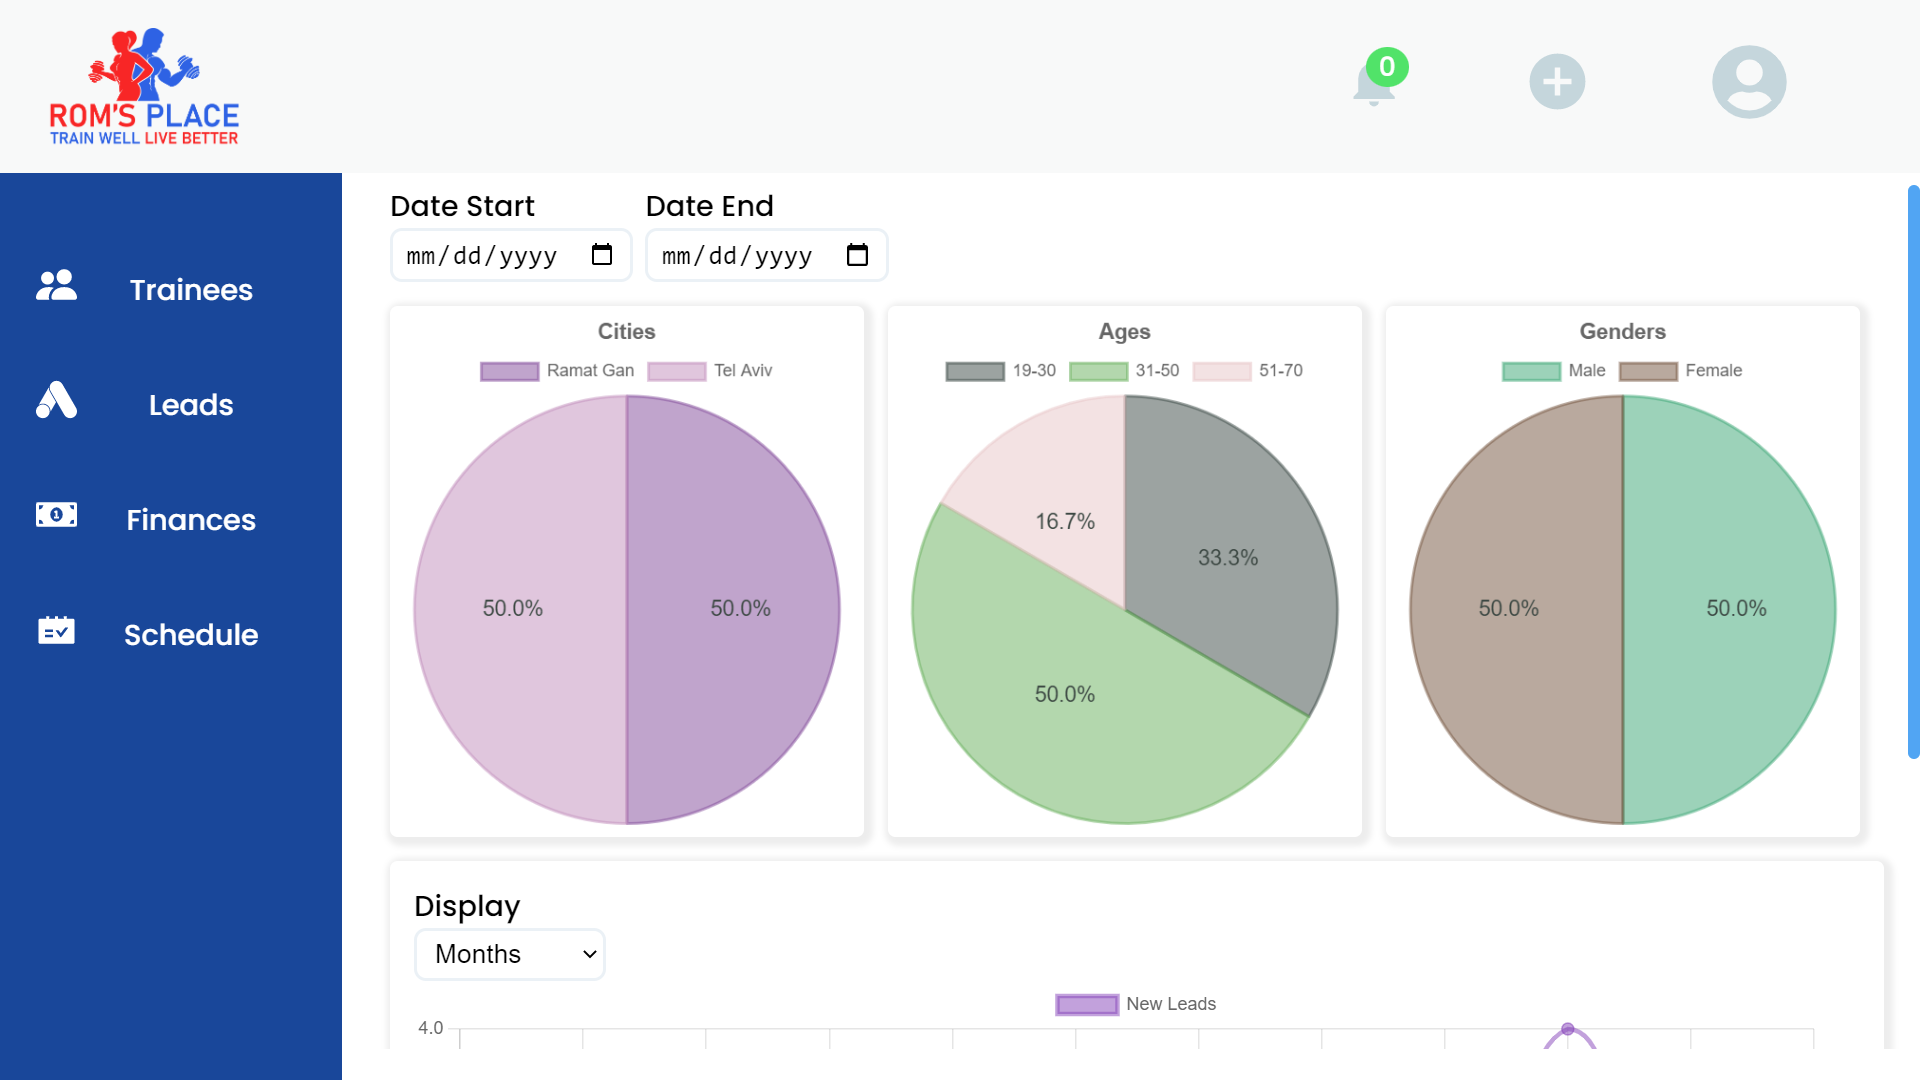 ROM'S PLACE
TRAIN WELL LIVE BETTER
0
Trainees
Leads
Finances
Schedule
Date Start Date End
mm/dd/yyyy mm/dd/yyyy
Cities
Ramat Gan Tel Aviv
50.0% 50.0%
Ages
19-30 31-50 51-70
16.7%
33.3%
50.0%
Genders
Male Female
50.0% 50.0%
Display
Months
New Leads
4.0